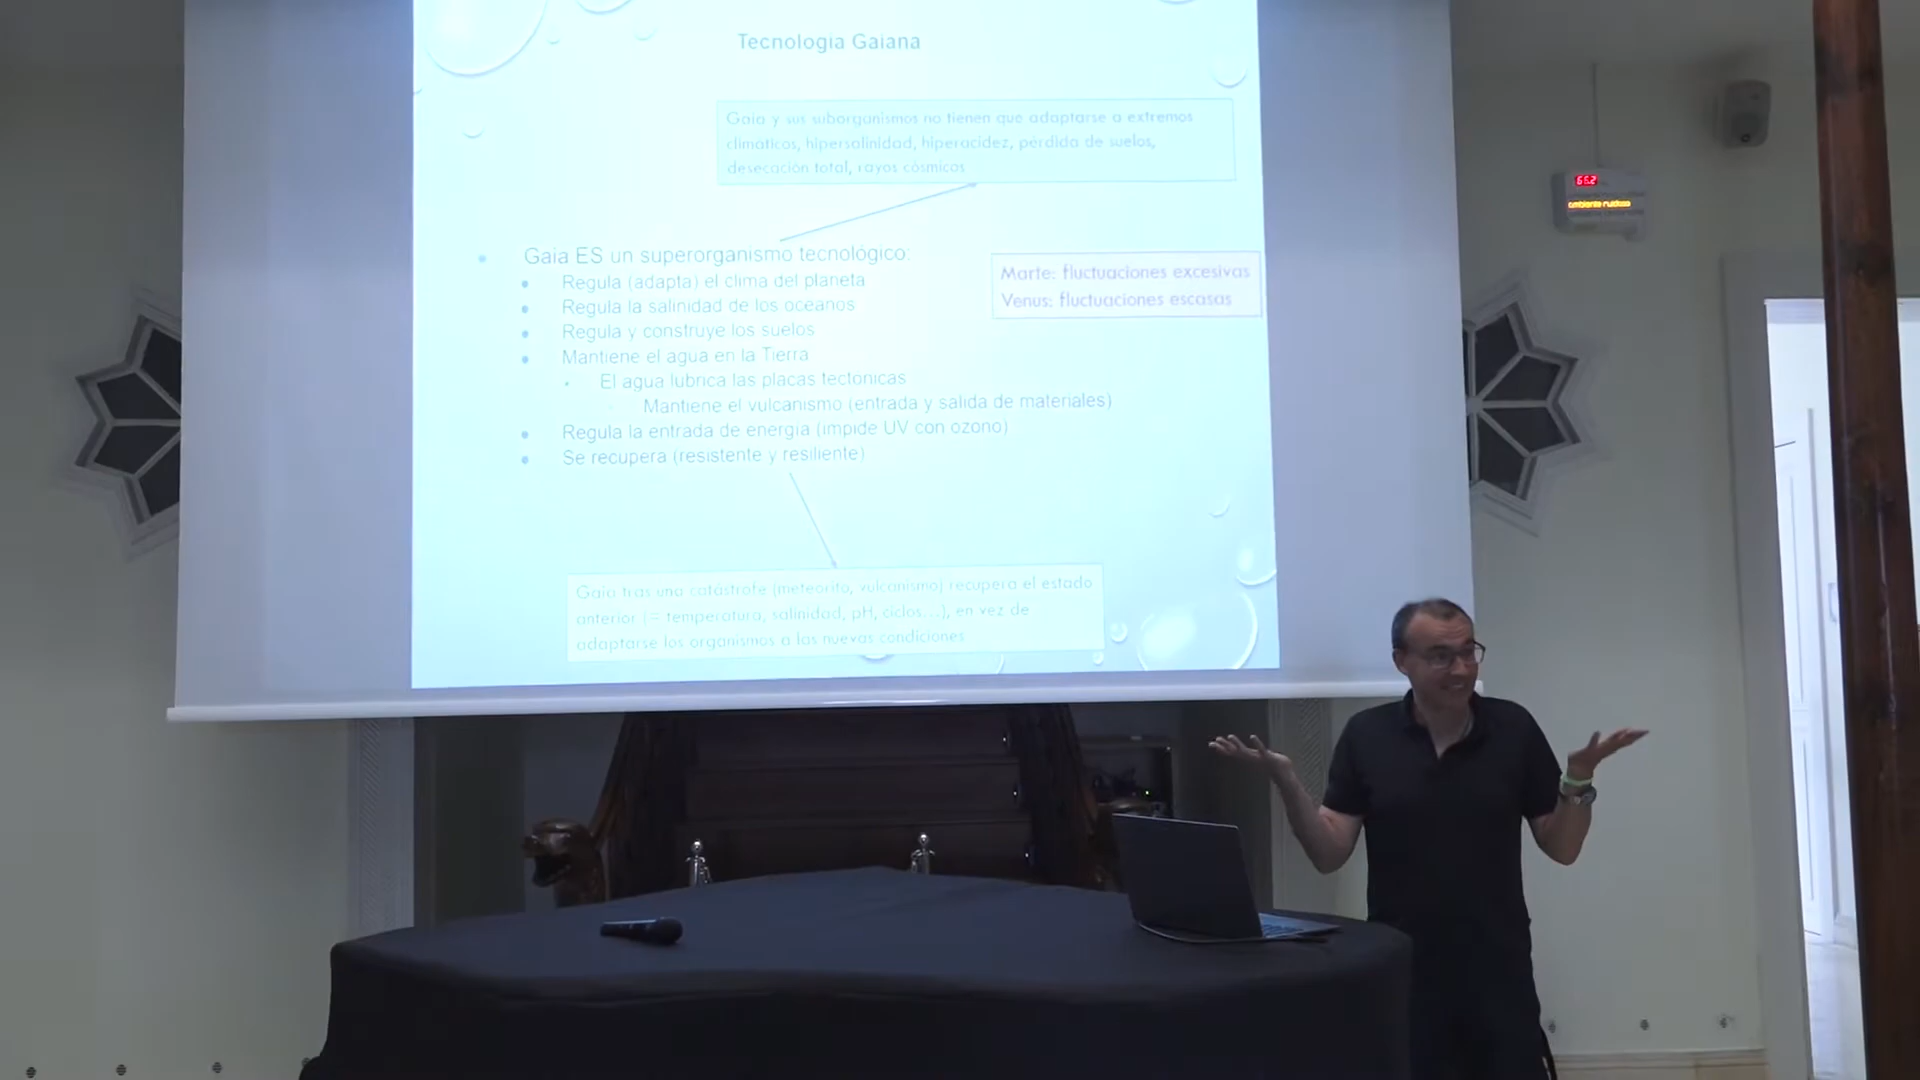 Tecnología Gaiana
Gaia y sus suborganismos no tienen que adaptarse a extremos
climáticos, hipersalinidad, hiperacidez, pérdida de suelos,
desecación total, rayos cósmicos
Gaia ES un superorganismo tecnológico:
Regula (adapta) el clima del planeta
Regula la salinidad de los océanos
Regula y construye los suelos
Mantiene el agua en la Tierra
El agua lubrica las placas tectónicas
Mantiene el vulcanismo (entrada y salida de materiales)
Regula la entrada de energía (impide UV con ozono)
Se recupera (resistente y resiliente)
Marte: fluctuaciones excesivas
Venus: fluctuaciones escasas
Gaia tras una catástrofe (meteorito, vulcanismo) recupera el estado
anterior (= temperatura, salinidad, pH, ciclos...), en vez de
adaptarse los organismos a las nuevas condiciones
66.2
ambiente ruidoso